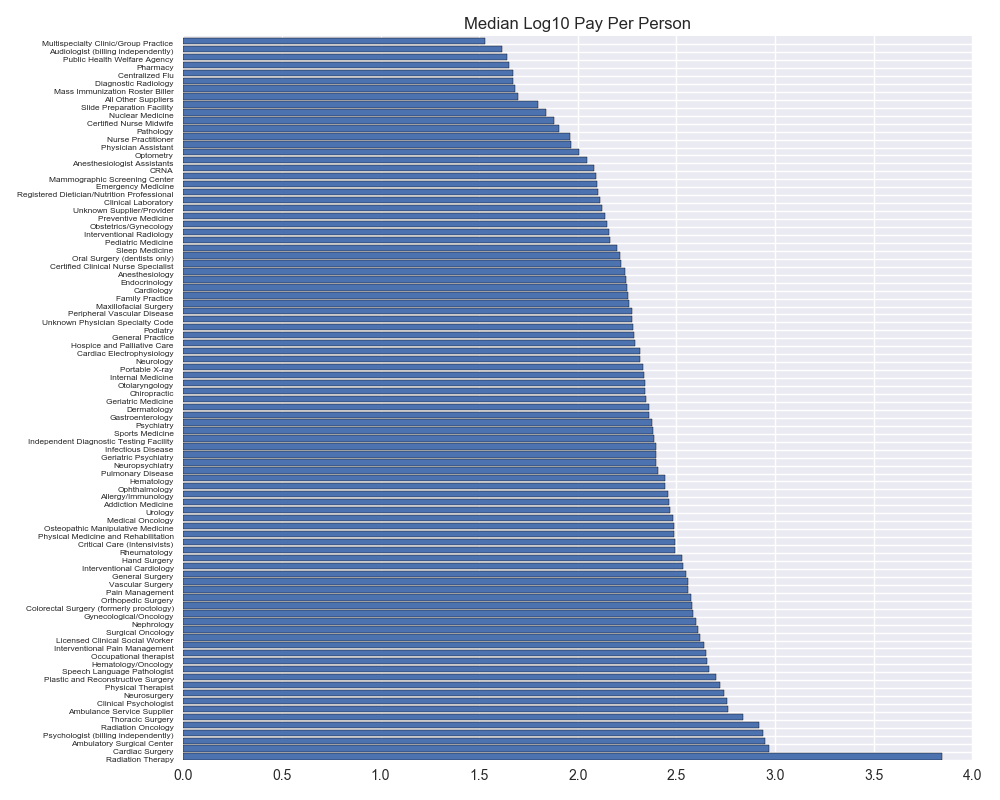 Median Log10 Pay Per Person
Multispecialty Clinic/Group Practice
Audiologist (billing independently)
Public Health Welfare Agency
Pharmacy
Centralized Flu
Diagnostic Radiology
Mass Immunization Roster Biller
All Other Suppliers
Slide Preparation Facility
Nuclear Medicine
Certified Nurse Midwife
Pathology
Nurse Practitioner
Physician Assistant
Optometry
Anesthesiologist Assistants
CRNA
Mammographic Screening Center
Emergency Medicine
Registered Dietician/Nutrition Professional
Clinical Laboratory
Unknown Supplier/Provider
Preventive Medicine
Obstetrics/Gynecology
Interventional Radiology
Pediatric Medicine
Sleep Medicine
Oral Surgery (dentists only)
Certified Clinical Nurse Specialist
Anesthesiology
Endocrinology
Cardiology
Family Practice
Maxillofacial Surgery
Peripheral Vascular Disease
Unknown Physician Specialty Code
Podiatry
General Practice
Hospice and Palliative Care
Cardiac Electrophysiology
Neurology
Portable X-ray
Internal Medicine
Otolaryngology
Chiropractic
Geriatric Medicine
Dermatology
Gastroenterology
Psychiatry
Sports Medicine
Independent Diagnostic Testing Facility
Infectious Disease
Geriatric Psychiatry
Neuropsychiatry
Pulmonary Disease
Hematology
Ophthalmology
Allergy/Immunology
Addiction Medicine
Urology
Medical Oncology
Osteopathic Manipulative Medicine
Physical Medicine and Rehabilitation
Critical Care (Intensivists)
Rheumatology
Hand Surgery
Interventional Cardiology
General Surgery
Vascular Surgery
Pain Management
Orthopedic Surgery
Colorectal Surgery (formerly proctology)
Gynecological/Oncology
Nephrology
Surgical Oncology
Licensed Clinical Social Worker
Interventional Pain Management
Occupational therapist
Hematology/Oncology
Speech Language Pathologist
Plastic and Reconstructive Surgery
Physical Therapist
Neurosurgery
Clinical Psychologist
Ambulance Service Supplier
Thoracic Surgery
Radiation Oncology
Psychologist (billing independently)
Ambulatory Surgical Center
Cardiac Surgery
Radiation Therapy
0.0 0.5 1.0 1.5 2.0 2.5 3.0 3.5 4.0